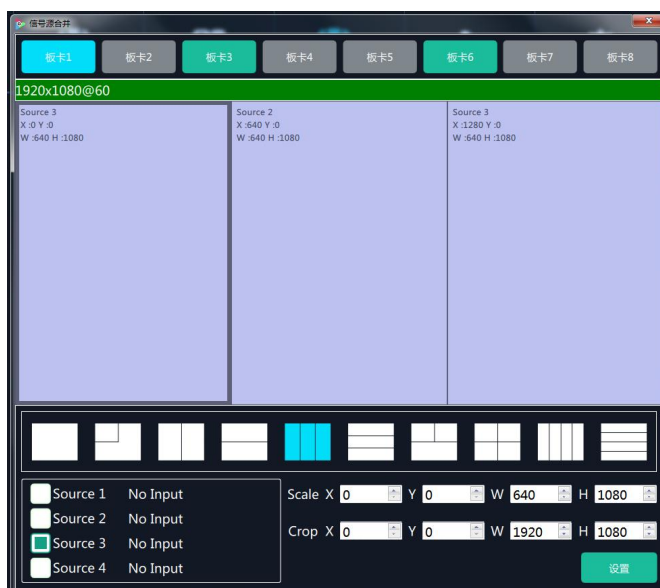 信号源合并
板卡1 板卡2 板卡3 板卡4 板卡5 板卡6 板卡7 板卡8
1920x1080@60
Source 3
X :0 Y :0
W :640 H :1080
Source 2
X :640 Y :0
W :640 H :1080
Source 3
X :1280 Y :0
W :640 H :1080
Source 1 No Input
Source 2 No Input
Source 3 No Input
Source 4 No Input
Scale X 0 Y 0 W 640 H 1080
Crop X 0 Y 0 W 1920 H 1080
设置